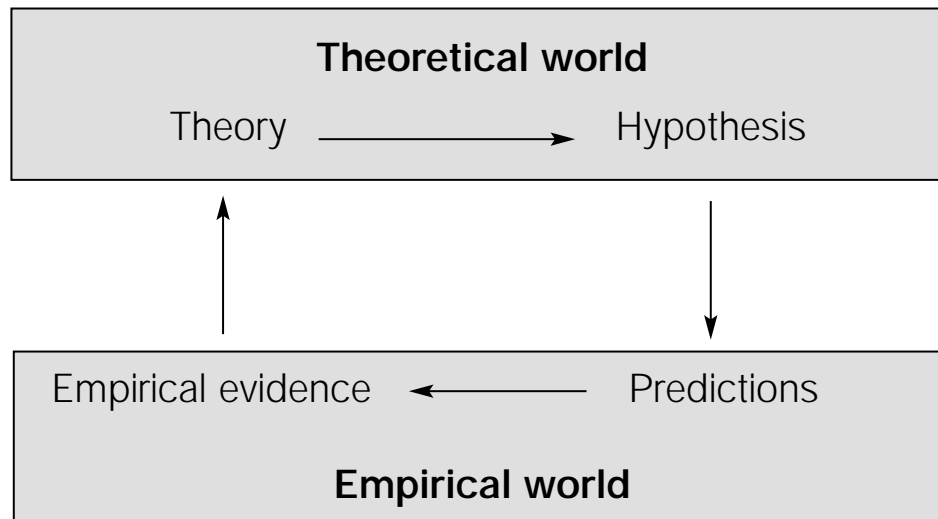 Theoretical world
Theory Hypothesis
Empirical evidence Predictions
Empirical world